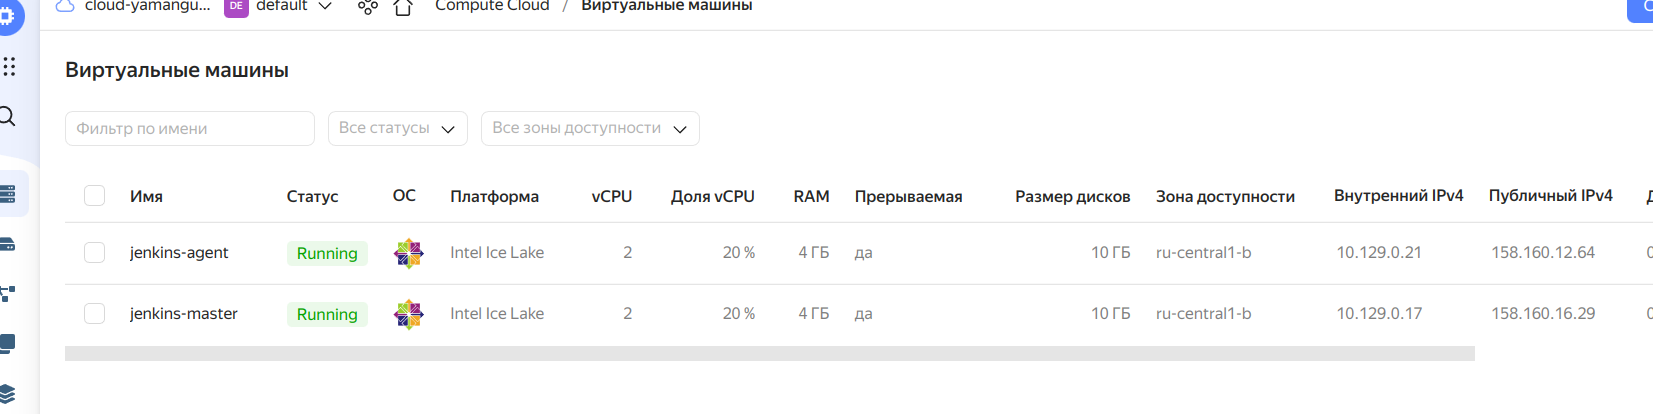 cloud-yamangu... DE default Compute Cloud / Виртуальные машины
Виртуальные машины
Фильтр по имени Все статусы Все зоны доступности
Имя Статус ОС Платформа vCPU Доля vCPU RAM Прерываемая Размер дисков Зона доступности Внутренний IPv4 Публичный IPv4
jenkins-agent Running Intel Ice Lake 2 20 % 4 ГБ да 10 ГБ ru-central1-b 10.129.0.21 158.160.12.64
jenkins-master Running Intel Ice Lake 2 20 % 4 ГБ да 10 ГБ ru-central1-b 10.129.0.17 158.160.16.29